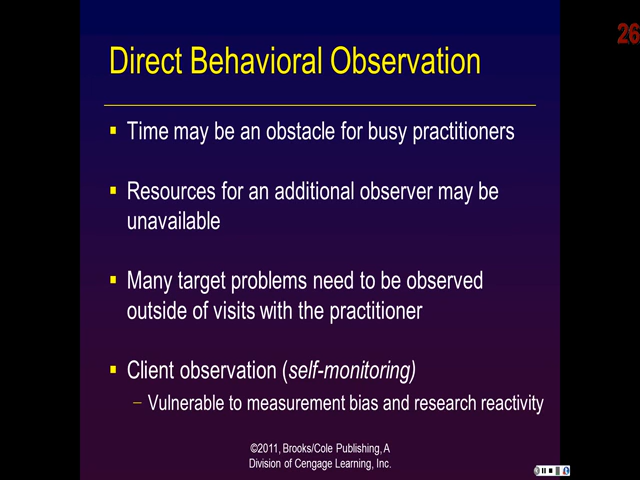 26
Direct Behavioral Observation
▪ Time may be an obstacle for busy practitioners
▪ Resources for an additional observer may be
unavailable
▪ Many target problems need to be observed
outside of visits with the practitioner
▪ Client observation (self-monitoring)
– Vulnerable to measurement bias and research reactivity
©2011, Brooks/Cole Publishing, A
Division of Cengage Learning, Inc.